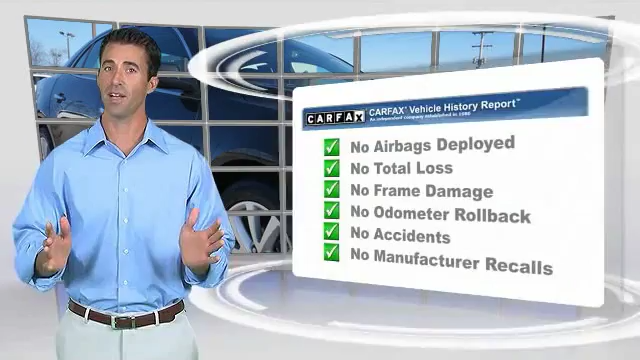 CARFAX CARFAX Vehicle History Report™
An independent company established in 1986
No Airbags Deployed
No Total Loss
No Frame Damage
No Odometer Rollback
No Accidents
No Manufacturer Recalls